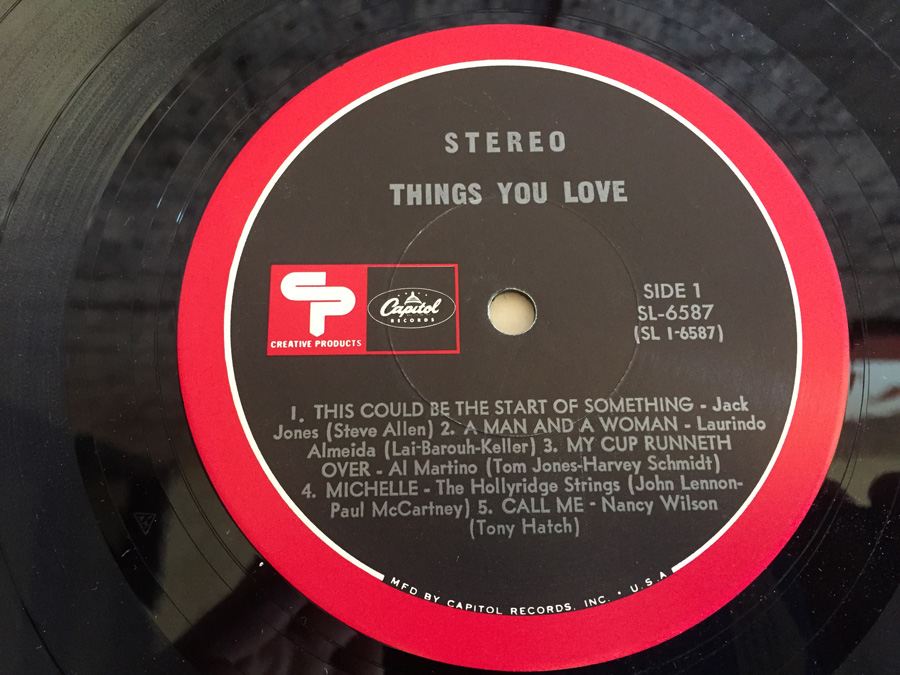 STEREO
THINGS YOU LOVE
CP
CREATIVE PRODUCTS
Capitol
RECORDS
SIDE 1
SL-6587
(SL 1-6587)
1. THIS COULD BE THE START OF SOMETHING - Jack
Jones (Steve Allen) 2. A MAN AND A WOMAN - Laurindo
Almeida (Lai-Barouh-Keller) 3. MY CUP RUNNETH
OVER - Al Martino (Tom Jones-Harvey Schmidt)
4. MICHELLE - The Hollyridge Strings (John Lennon-
Paul McCartney) 5. CALL ME - Nancy Wilson
(Tony Hatch)
MFD BY CAPITOL RECORDS, INC. • U.S.A.